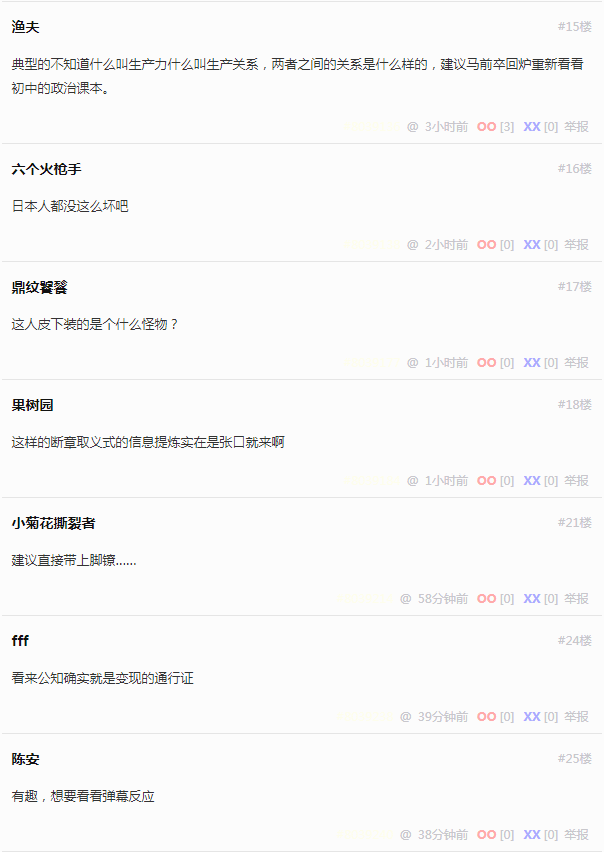 渔夫 #15楼
典型的不知道什么叫生产力什么叫生产关系，两者之间的关系是什么样的，建议马前卒回炉重新看看
初中的政治课本。
@ 3小时前 OO [3] XX [0] 举报
六个火枪手 #16楼
日本人都没这么坏吧
@ 2小时前 OO [0] XX [0] 举报
鼎纹饕餮 #17楼
这人皮下装的是个什么怪物？
@ 1小时前 OO [0] XX [0] 举报
果树园 #18楼
这样的断章取义式的信息提炼实在是张口就来啊
@ 1小时前 OO [0] XX [0] 举报
小菊花撕裂者 #21楼
建议直接带上脚镣……
@ 58分钟前 OO [0] XX [0] 举报
fff #24楼
看来公知确实就是变现的通行证
@ 39分钟前 OO [0] XX [0] 举报
陈安 #25楼
有趣，想要看看弹幕反应
@ 38分钟前 OO [0] XX [0] 举报